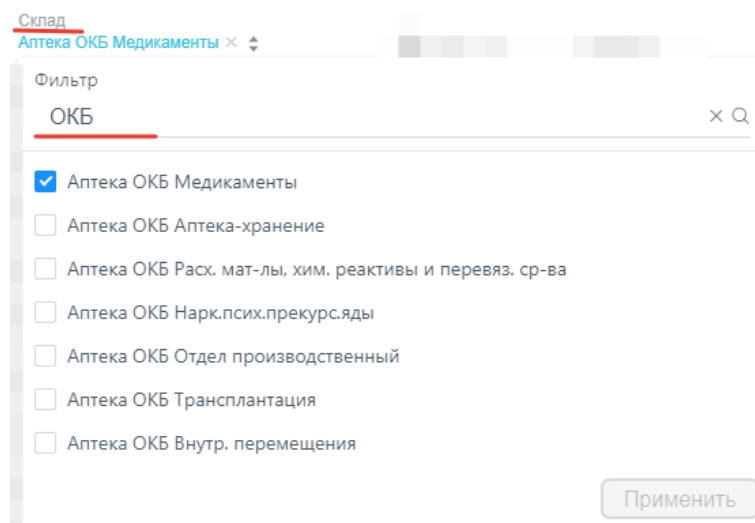 Склад
Аптека ОКБ Медикаменты
Фильтр
ОКБ
Аптека ОКБ Медикаменты
Аптека ОКБ Аптека-хранение
Аптека ОКБ Расх. мат-лы, хим. реактивы и перевяз. ср-ва
Аптека ОКБ Нарк.псих.прекурс.яды
Аптека ОКБ Отдел производственный
Аптека ОКБ Трансплантация
Аптека ОКБ Внутр. перемещения
Применить